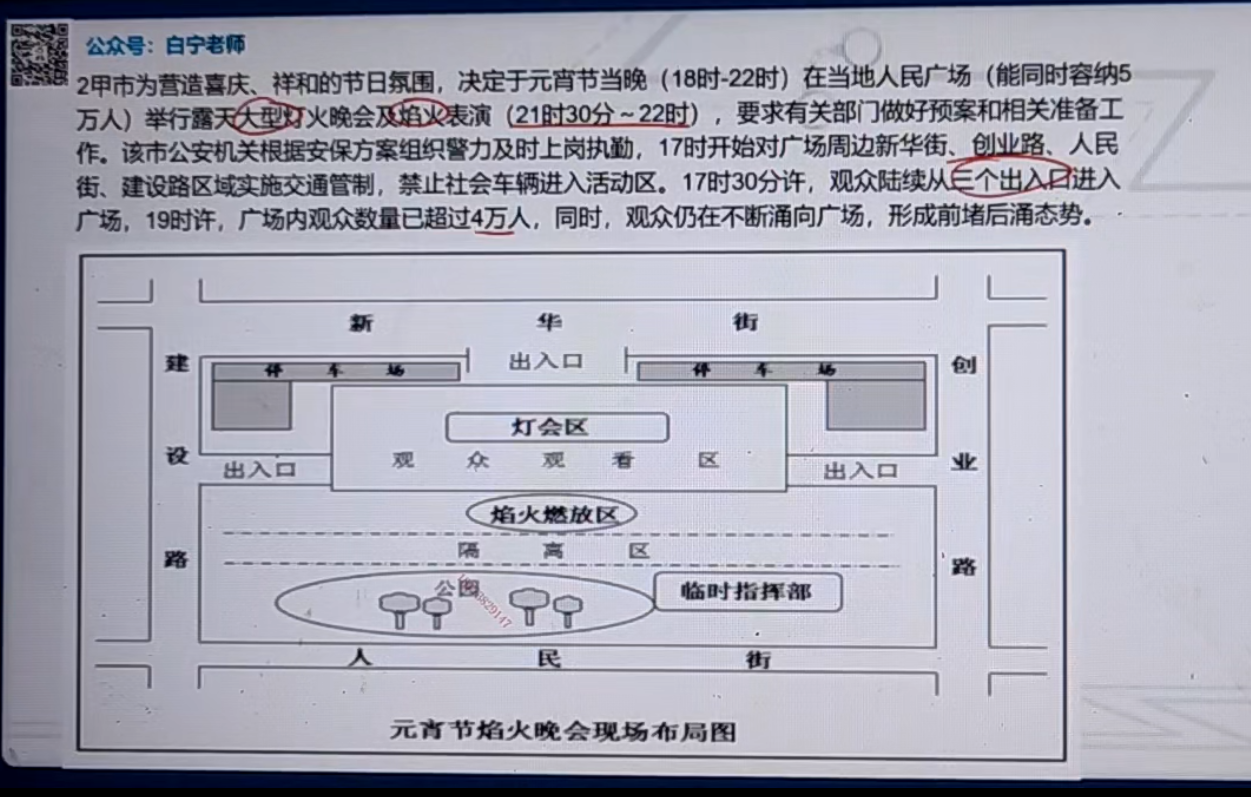 公众号：白宁老师
2甲市为营造喜庆、祥和的节日氛围，决定于元宵节当晚（18时-22时）在当地人民广场（能同时容纳5
万人）举行露天大型灯火晚会及焰火表演（21时30分～22时），要求有关部门做好预案和相关准备工
作。该市公安机关根据安保方案组织警力及时上岗执勤，17时开始对广场周边新华街、创业路、人民
街、建设路区域实施交通管制，禁止社会车辆进入活动区。17时30分许，观众陆续从三个出入口进入
广场，19时许，广场内观众数量已超过4万人，同时，观众仍在不断涌向广场，形成前堵后涌态势。
新华街
建设路
停车场
出入口
停车场
创业路
灯会区
观众观看区
出入口
出入口
焰火燃放区
隔离区
公园
临时指挥部
人民街
元宵节焰火晚会现场布局图